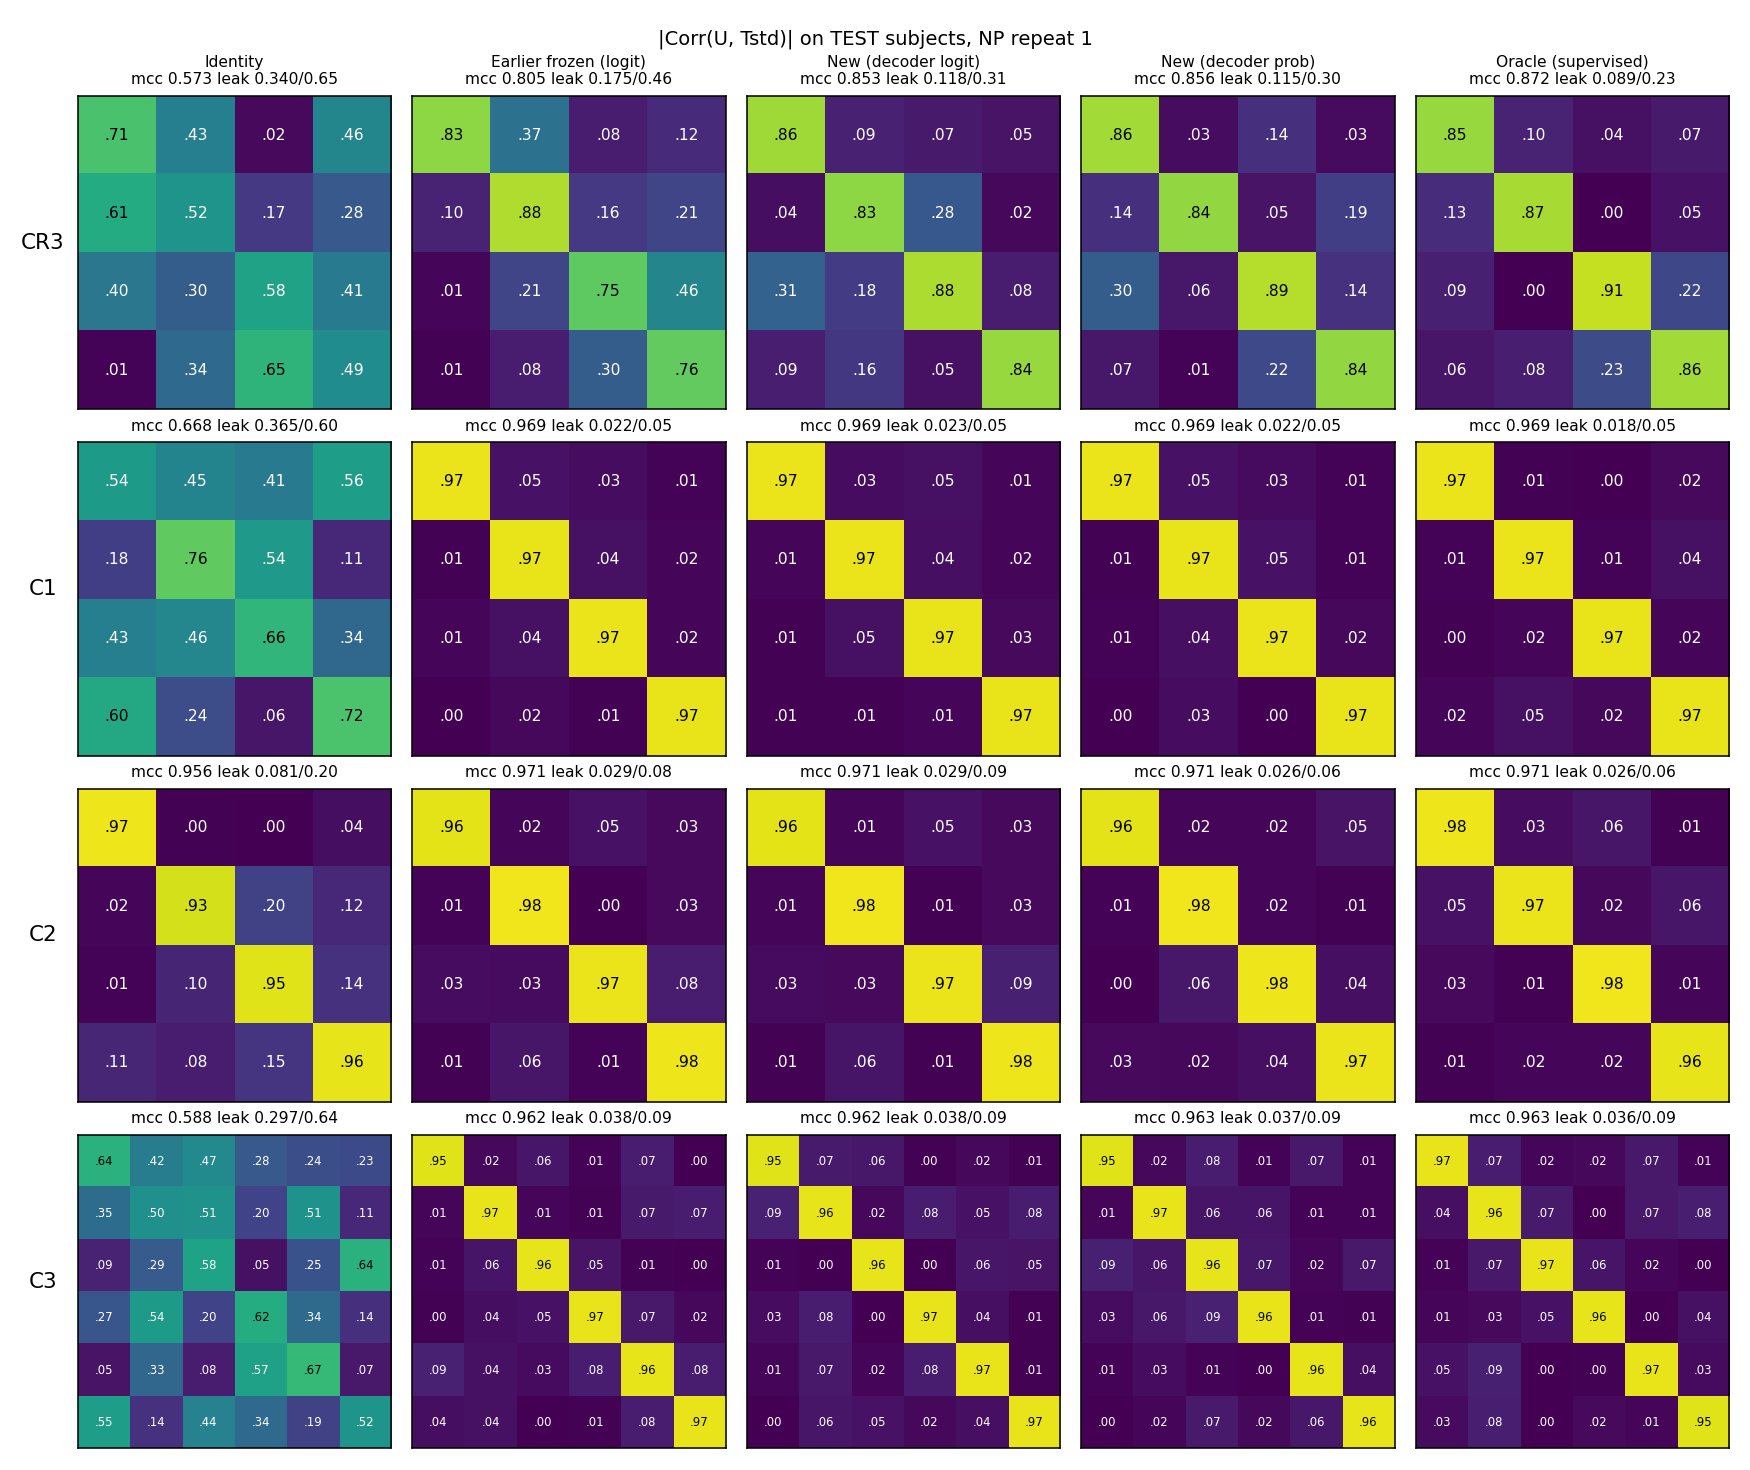 |Corr(U, Tstd)| on TEST subjects, NP repeat 1
Identity Earlier frozen (logit) New (decoder logit) New (decoder prob) Oracle (supervised)
mcc 0.573 leak 0.340/0.65 mcc 0.805 leak 0.175/0.46 mcc 0.853 leak 0.118/0.31 mcc 0.856 leak 0.115/0.30 mcc 0.872 leak 0.089/0.23
.71 .43 .02 .46 .83 .37 .08 .12 .86 .09 .07 .05 .86 .03 .14 .03 .85 .10 .04 .07
.61 .52 .17 .28 .10 .88 .16 .21 .04 .83 .28 .02 .14 .84 .05 .19 .13 .87 .00 .05
CR3
.40 .30 .58 .41 .01 .21 .75 .46 .31 .18 .88 .08 .30 .06 .89 .14 .09 .00 .91 .22
.01 .34 .65 .49 .01 .08 .30 .76 .09 .16 .05 .84 .07 .01 .22 .84 .06 .08 .23 .86
mcc 0.668 leak 0.365/0.60 mcc 0.969 leak 0.022/0.05 mcc 0.969 leak 0.023/0.05 mcc 0.969 leak 0.022/0.05 mcc 0.969 leak 0.018/0.05
.54 .45 .41 .56 .97 .05 .03 .01 .97 .03 .05 .01 .97 .05 .03 .01 .97 .01 .00 .02
.18 .76 .54 .11 .01 .97 .04 .02 .01 .97 .04 .02 .01 .97 .05 .01 .01 .97 .01 .04
C1
.43 .46 .66 .34 .01 .04 .97 .02 .01 .05 .97 .03 .01 .04 .97 .02 .00 .02 .97 .02
.60 .24 .06 .72 .00 .02 .01 .97 .01 .01 .01 .97 .00 .03 .00 .97 .02 .05 .02 .97
mcc 0.956 leak 0.081/0.20 mcc 0.971 leak 0.029/0.08 mcc 0.971 leak 0.029/0.09 mcc 0.971 leak 0.026/0.06 mcc 0.971 leak 0.026/0.06
.97 .00 .00 .04 .96 .02 .05 .03 .96 .01 .05 .03 .96 .02 .02 .05 .98 .03 .06 .01
.02 .93 .20 .12 .01 .98 .00 .03 .01 .98 .01 .03 .01 .98 .02 .01 .05 .97 .02 .06
C2
.01 .10 .95 .14 .03 .03 .97 .08 .03 .03 .97 .09 .00 .06 .98 .04 .03 .01 .98 .01
.11 .08 .15 .96 .01 .06 .01 .98 .01 .06 .01 .98 .03 .02 .04 .97 .01 .02 .02 .96
mcc 0.588 leak 0.297/0.64 mcc 0.962 leak 0.038/0.09 mcc 0.962 leak 0.038/0.09 mcc 0.963 leak 0.037/0.09 mcc 0.963 leak 0.036/0.09
.64 .42 .47 .28 .24 .23 .95 .02 .06 .01 .07 .00 .95 .07 .06 .00 .02 .01 .95 .02 .08 .01 .07 .01 .97 .07 .02 .02 .07 .01
.35 .50 .51 .20 .51 .11 .01 .97 .01 .01 .07 .07 .09 .96 .02 .08 .05 .08 .01 .97 .06 .06 .01 .01 .04 .96 .07 .00 .07 .08
.09 .29 .58 .05 .25 .64 .01 .06 .96 .05 .01 .00 .01 .00 .96 .00 .06 .05 .09 .06 .96 .07 .02 .07 .01 .07 .97 .06 .02 .00
C3
.27 .54 .20 .62 .34 .14 .00 .04 .05 .97 .07 .02 .03 .08 .00 .97 .04 .01 .03 .06 .09 .96 .01 .01 .01 .03 .05 .96 .00 .04
.05 .33 .08 .57 .67 .07 .09 .04 .03 .08 .96 .08 .01 .07 .02 .08 .97 .01 .01 .03 .01 .00 .96 .04 .05 .09 .00 .00 .97 .03
.55 .14 .44 .34 .19 .52 .04 .04 .00 .01 .08 .97 .00 .06 .05 .02 .04 .97 .00 .02 .07 .02 .06 .96 .03 .08 .00 .02 .01 .95